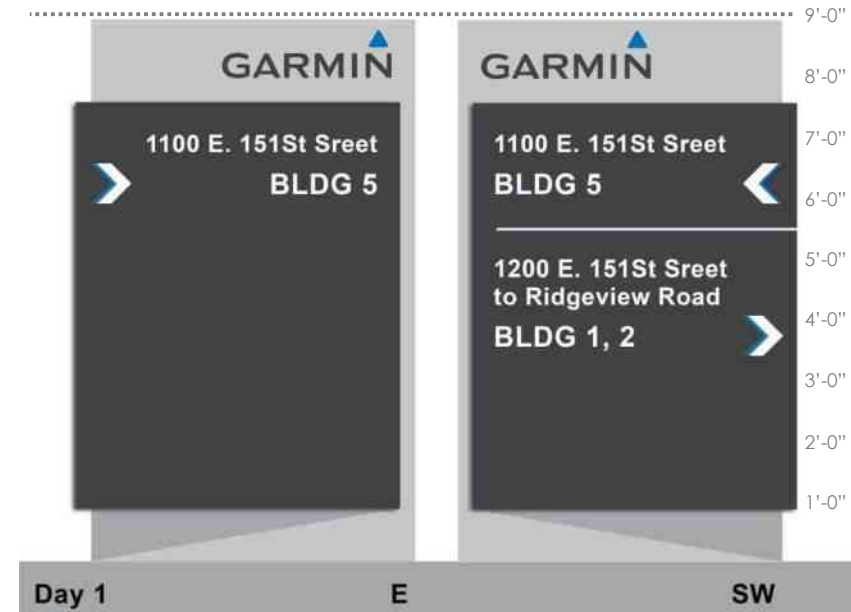 GARMIN
1100 E. 151St Sreet
BLDG 5
GARMIN
1100 E. 151St Sreet
BLDG 5
1200 E. 151St Sreet
to Ridgeview Road
BLDG 1, 2
9'-0"
8'-0"
7'-0"
6'-0"
5'-0"
4'-0"
3'-0"
2'-0"
1'-0"
Day 1 E SW